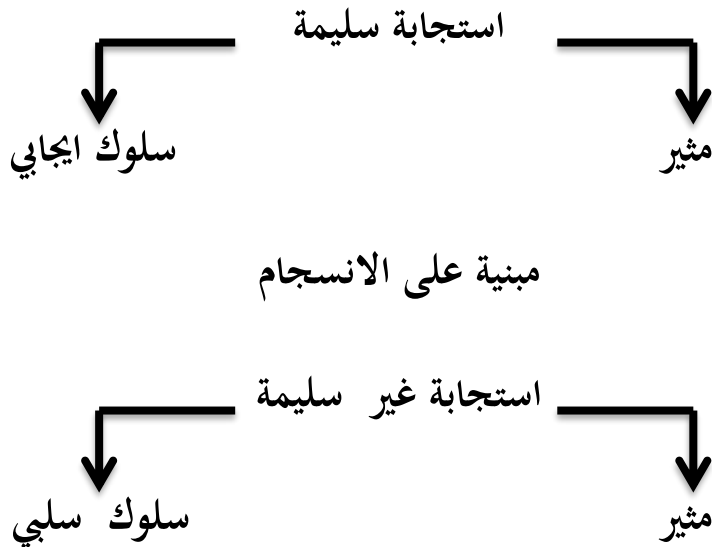 استجابة سليمة
مثير
سلوك ايجابي
مبنية على الانسجام
استجابة غير سليمة
مثير
سلوك سلبي